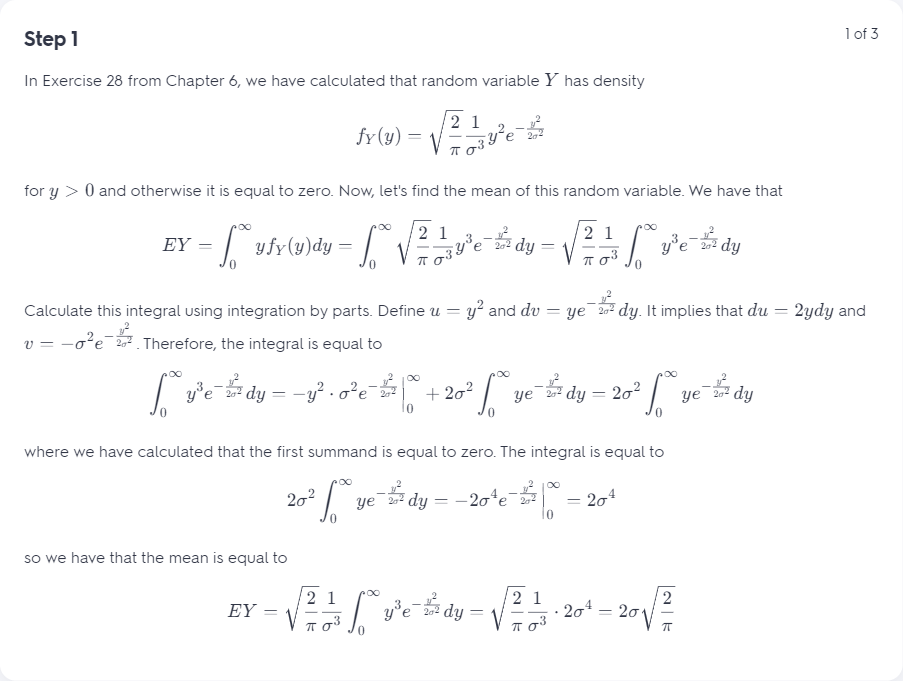 Step 1
1 of 3
In Exercise 28 from Chapter 6, we have calculated that random variable $Y$ has density
$f_Y(y) = \sqrt{\frac{2}{\pi}} \frac{1}{\sigma^3} y^2 e^{-\frac{y^2}{2\sigma^2}}$
for $y > 0$ and otherwise it is equal to zero. Now, let's find the mean of this random variable. We have that
$EY = \int_0^\infty y f_Y(y) dy = \int_0^\infty \sqrt{\frac{2}{\pi}} \frac{1}{\sigma^3} y^3 e^{-\frac{y^2}{2\sigma^2}} dy = \sqrt{\frac{2}{\pi}} \frac{1}{\sigma^3} \int_0^\infty y^3 e^{-\frac{y^2}{2\sigma^2}} dy$
Calculate this integral using integration by parts. Define $u = y^2$ and $dv = y e^{-\frac{y^2}{2\sigma^2}} dy$. It implies that $du = 2ydy$ and
$v = -\sigma^2 e^{-\frac{y^2}{2\sigma^2}}$. Therefore, the integral is equal to
$\int_0^\infty y^3 e^{-\frac{y^2}{2\sigma^2}} dy = -y^2 \cdot \sigma^2 e^{-\frac{y^2}{2\sigma^2}} \Big|_0^\infty + 2\sigma^2 \int_0^\infty y e^{-\frac{y^2}{2\sigma^2}} dy = 2\sigma^2 \int_0^\infty y e^{-\frac{y^2}{2\sigma^2}} dy$
where we have calculated that the first summand is equal to zero. The integral is equal to
$2\sigma^2 \int_0^\infty y e^{-\frac{y^2}{2\sigma^2}} dy = -2\sigma^4 e^{-\frac{y^2}{2\sigma^2}} \Big|_0^\infty = 2\sigma^4$
so we have that the mean is equal to
$EY = \sqrt{\frac{2}{\pi}} \frac{1}{\sigma^3} \int_0^\infty y^3 e^{-\frac{y^2}{2\sigma^2}} dy = \sqrt{\frac{2}{\pi}} \frac{1}{\sigma^3} \cdot 2\sigma^4 = 2\sigma \sqrt{\frac{2}{\pi}}$